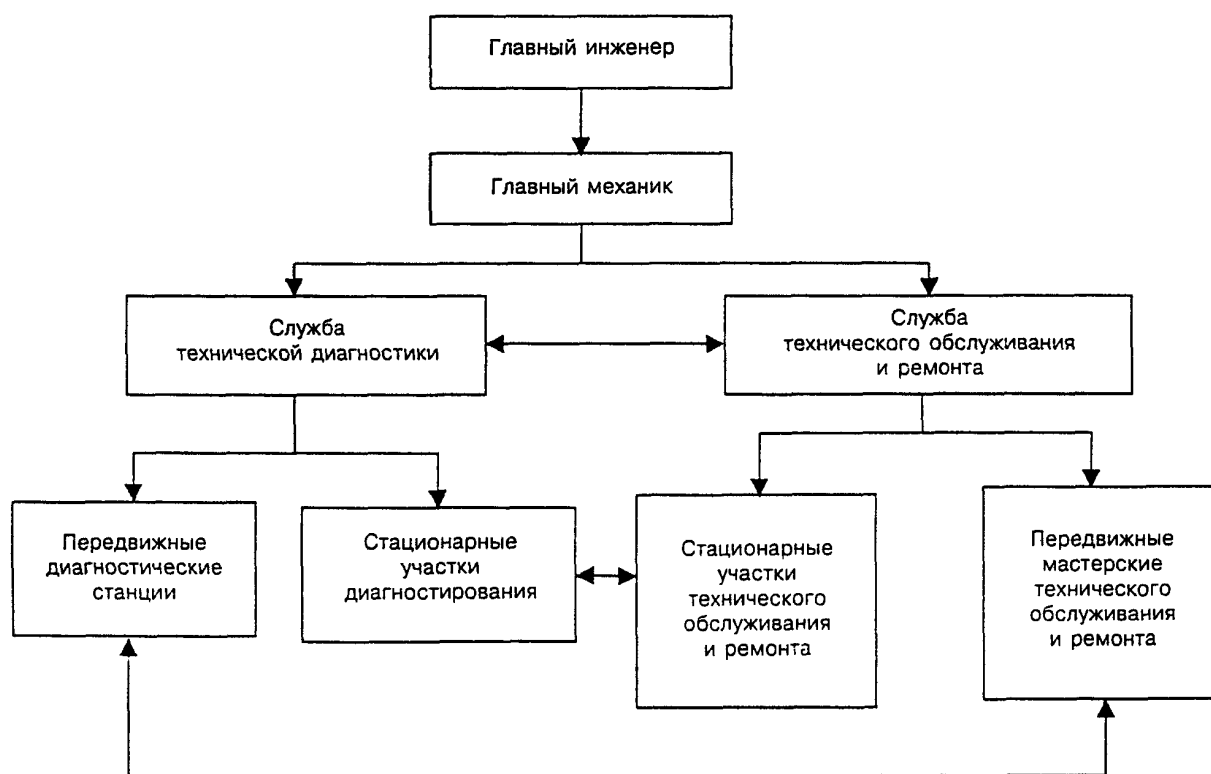 Главный инженер
Главный механик
Служба
технической диагностики
Служба
технического обслуживания
и ремонта
Передвижные
диагностические
станции
Стационарные
участки
диагностирования
Стационарные
участки
технического
обслуживания
и ремонта
Передвижные
мастерские
технического
обслуживания
и ремонта